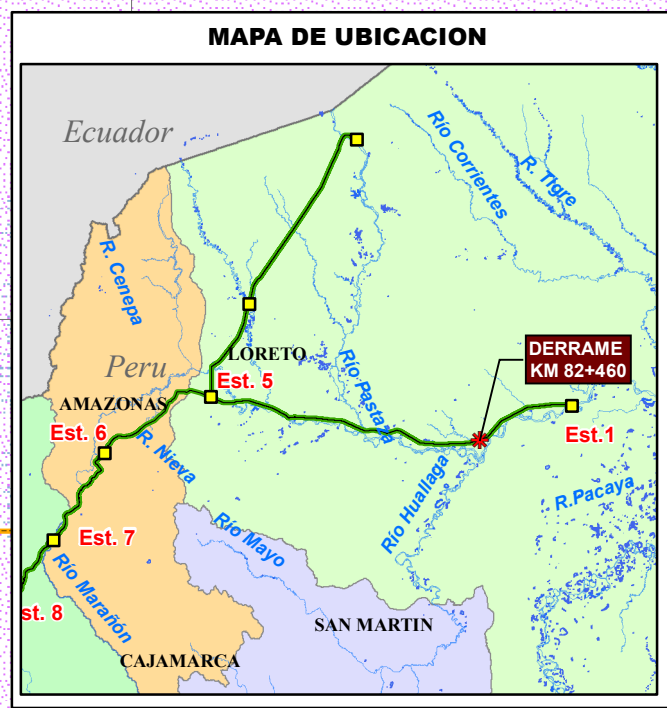 MAPA DE UBICACION
Ecuador
Río Corrientes
R. Tigre
R. Cenepa
Peru
LORETO
DERRAME
KM 82+460
Est. 5
AMAZONAS
Río Pastaza
Est.1
Est. 6
R. Nieva
Río Huallaga
R.Pacaya
Est. 7
Río Mayo
Río Marañón
st. 8
SAN MARTIN
CAJAMARCA